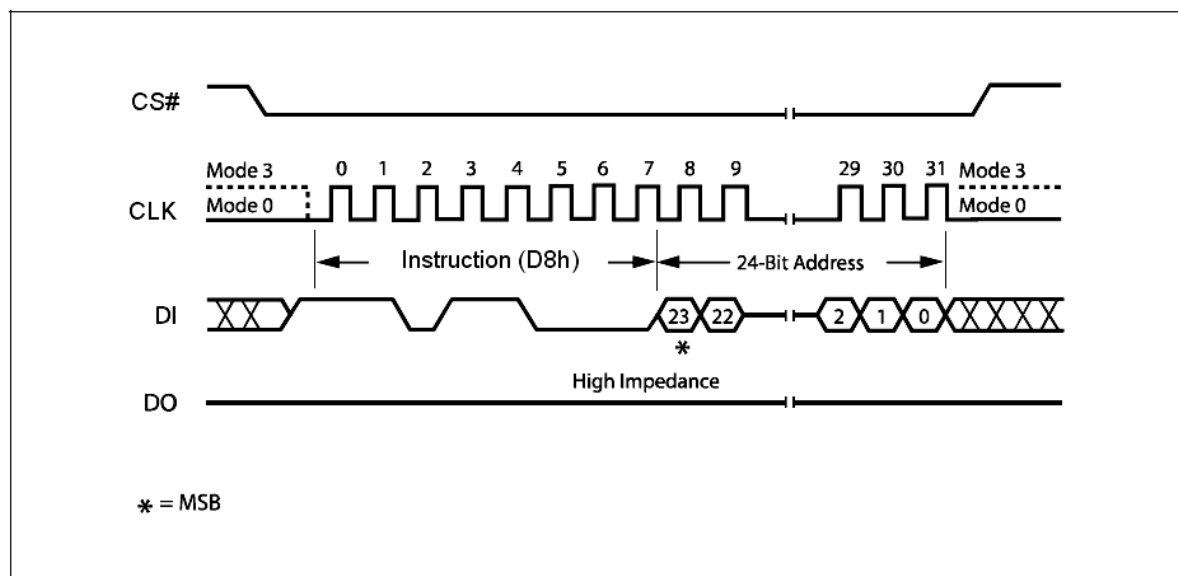 CS#
Mode 3 0 1 2 3 4 5 6 7 8 9 29 30 31 Mode 3
CLK Mode 0 Mode 0
Instruction (D8h) 24-Bit Address
DI 23 22 2 1 0
*
High Impedance
DO
* = MSB